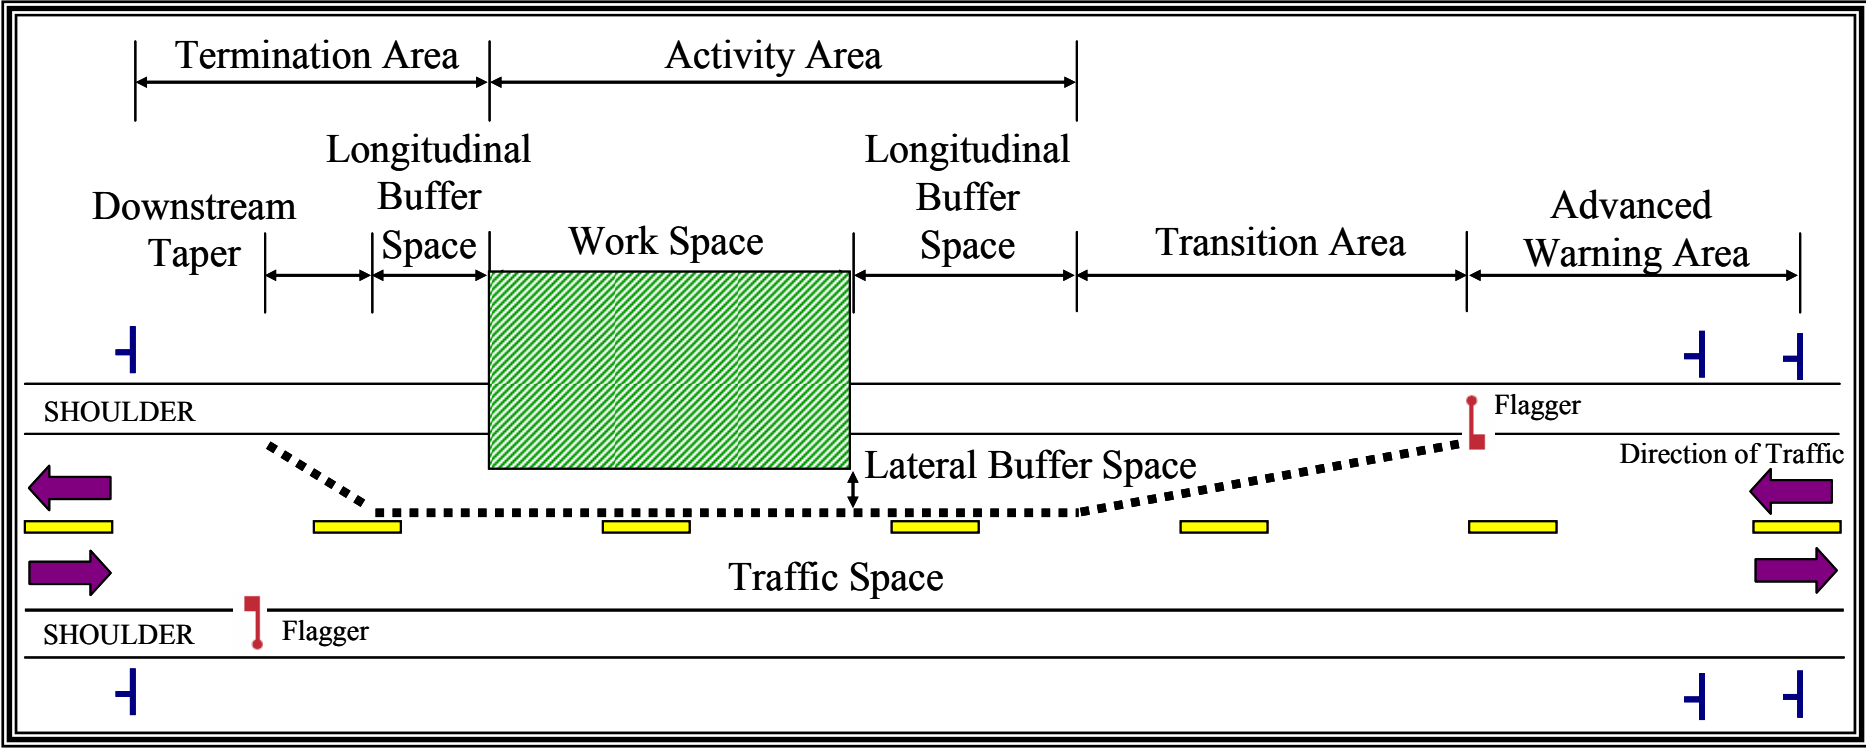 Termination Area
Activity Area
Longitudinal
Buffer
Space
Longitudinal
Buffer
Space
Downstream
Taper
Work Space
Transition Area
Advanced
Warning Area
SHOULDER
Flagger
Direction of Traffic
Lateral Buffer Space
Traffic Space
SHOULDER
Flagger